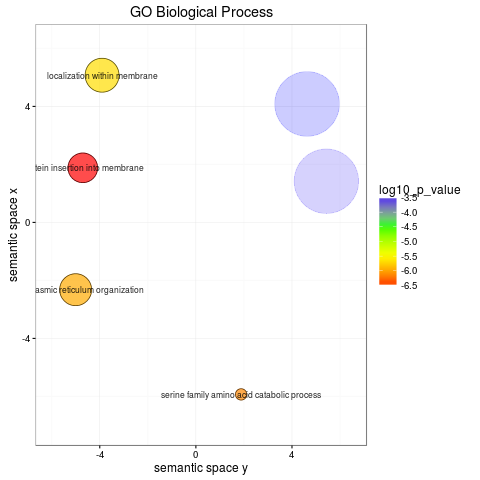 GO Biological Process
localization within membrane
tein insertion into membrane
asmic reticulum organization
serine family amino acid catabolic process
4
0
-4
semantic space x
-4
0
4
semantic space y
log10_p_value
-3.5
-4.0
-4.5
-5.0
-5.5
-6.0
-6.5